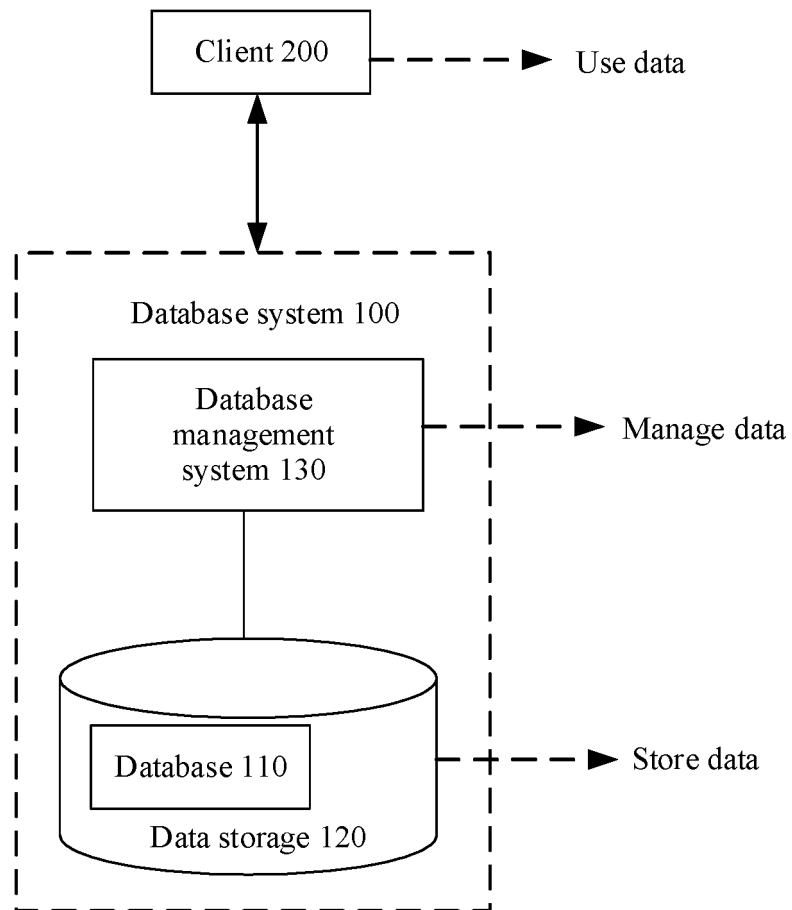 Client 200
Use data
Database system 100
Database
management
system 130
Manage data
Database 110
Store data
Data storage 120